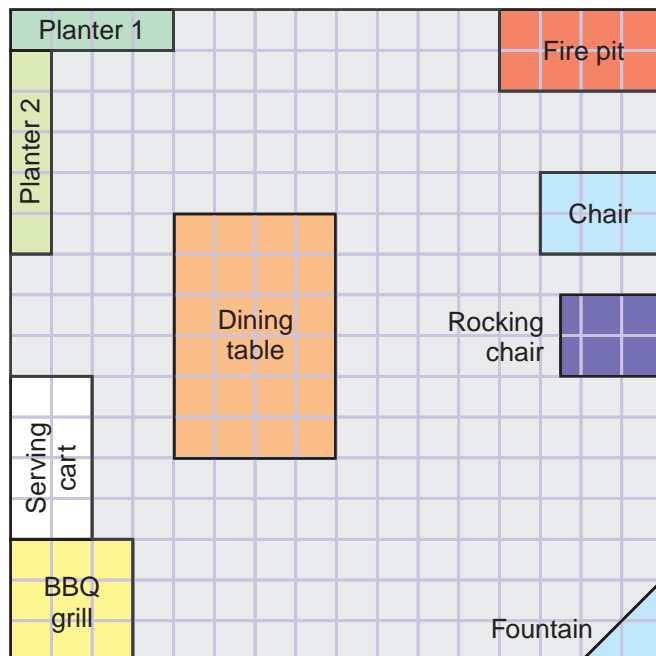 Planter 1
Fire pit
Planter 2
Chair
Dining
table
Rocking
chair
Serving
cart
BBQ
grill
Fountain